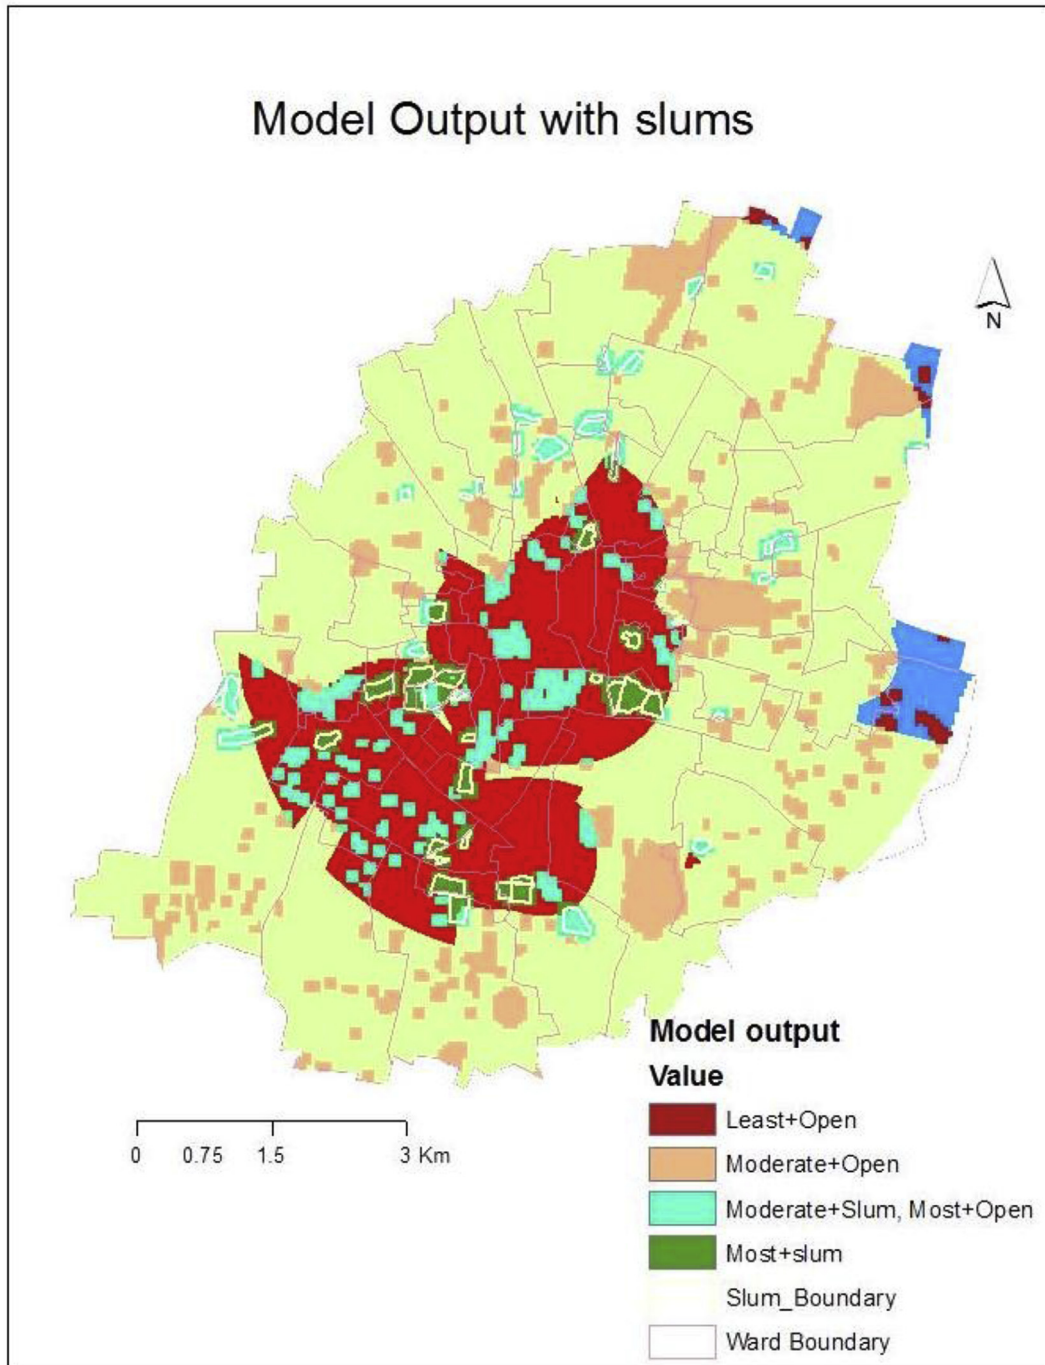 Model Output with slums
N
Model output
Value
Least+Open
Moderate+Open
Moderate+Slum, Most+Open
Most+slum
Slum_Boundary
Ward Boundary
0 0.75 1.5 3 Km